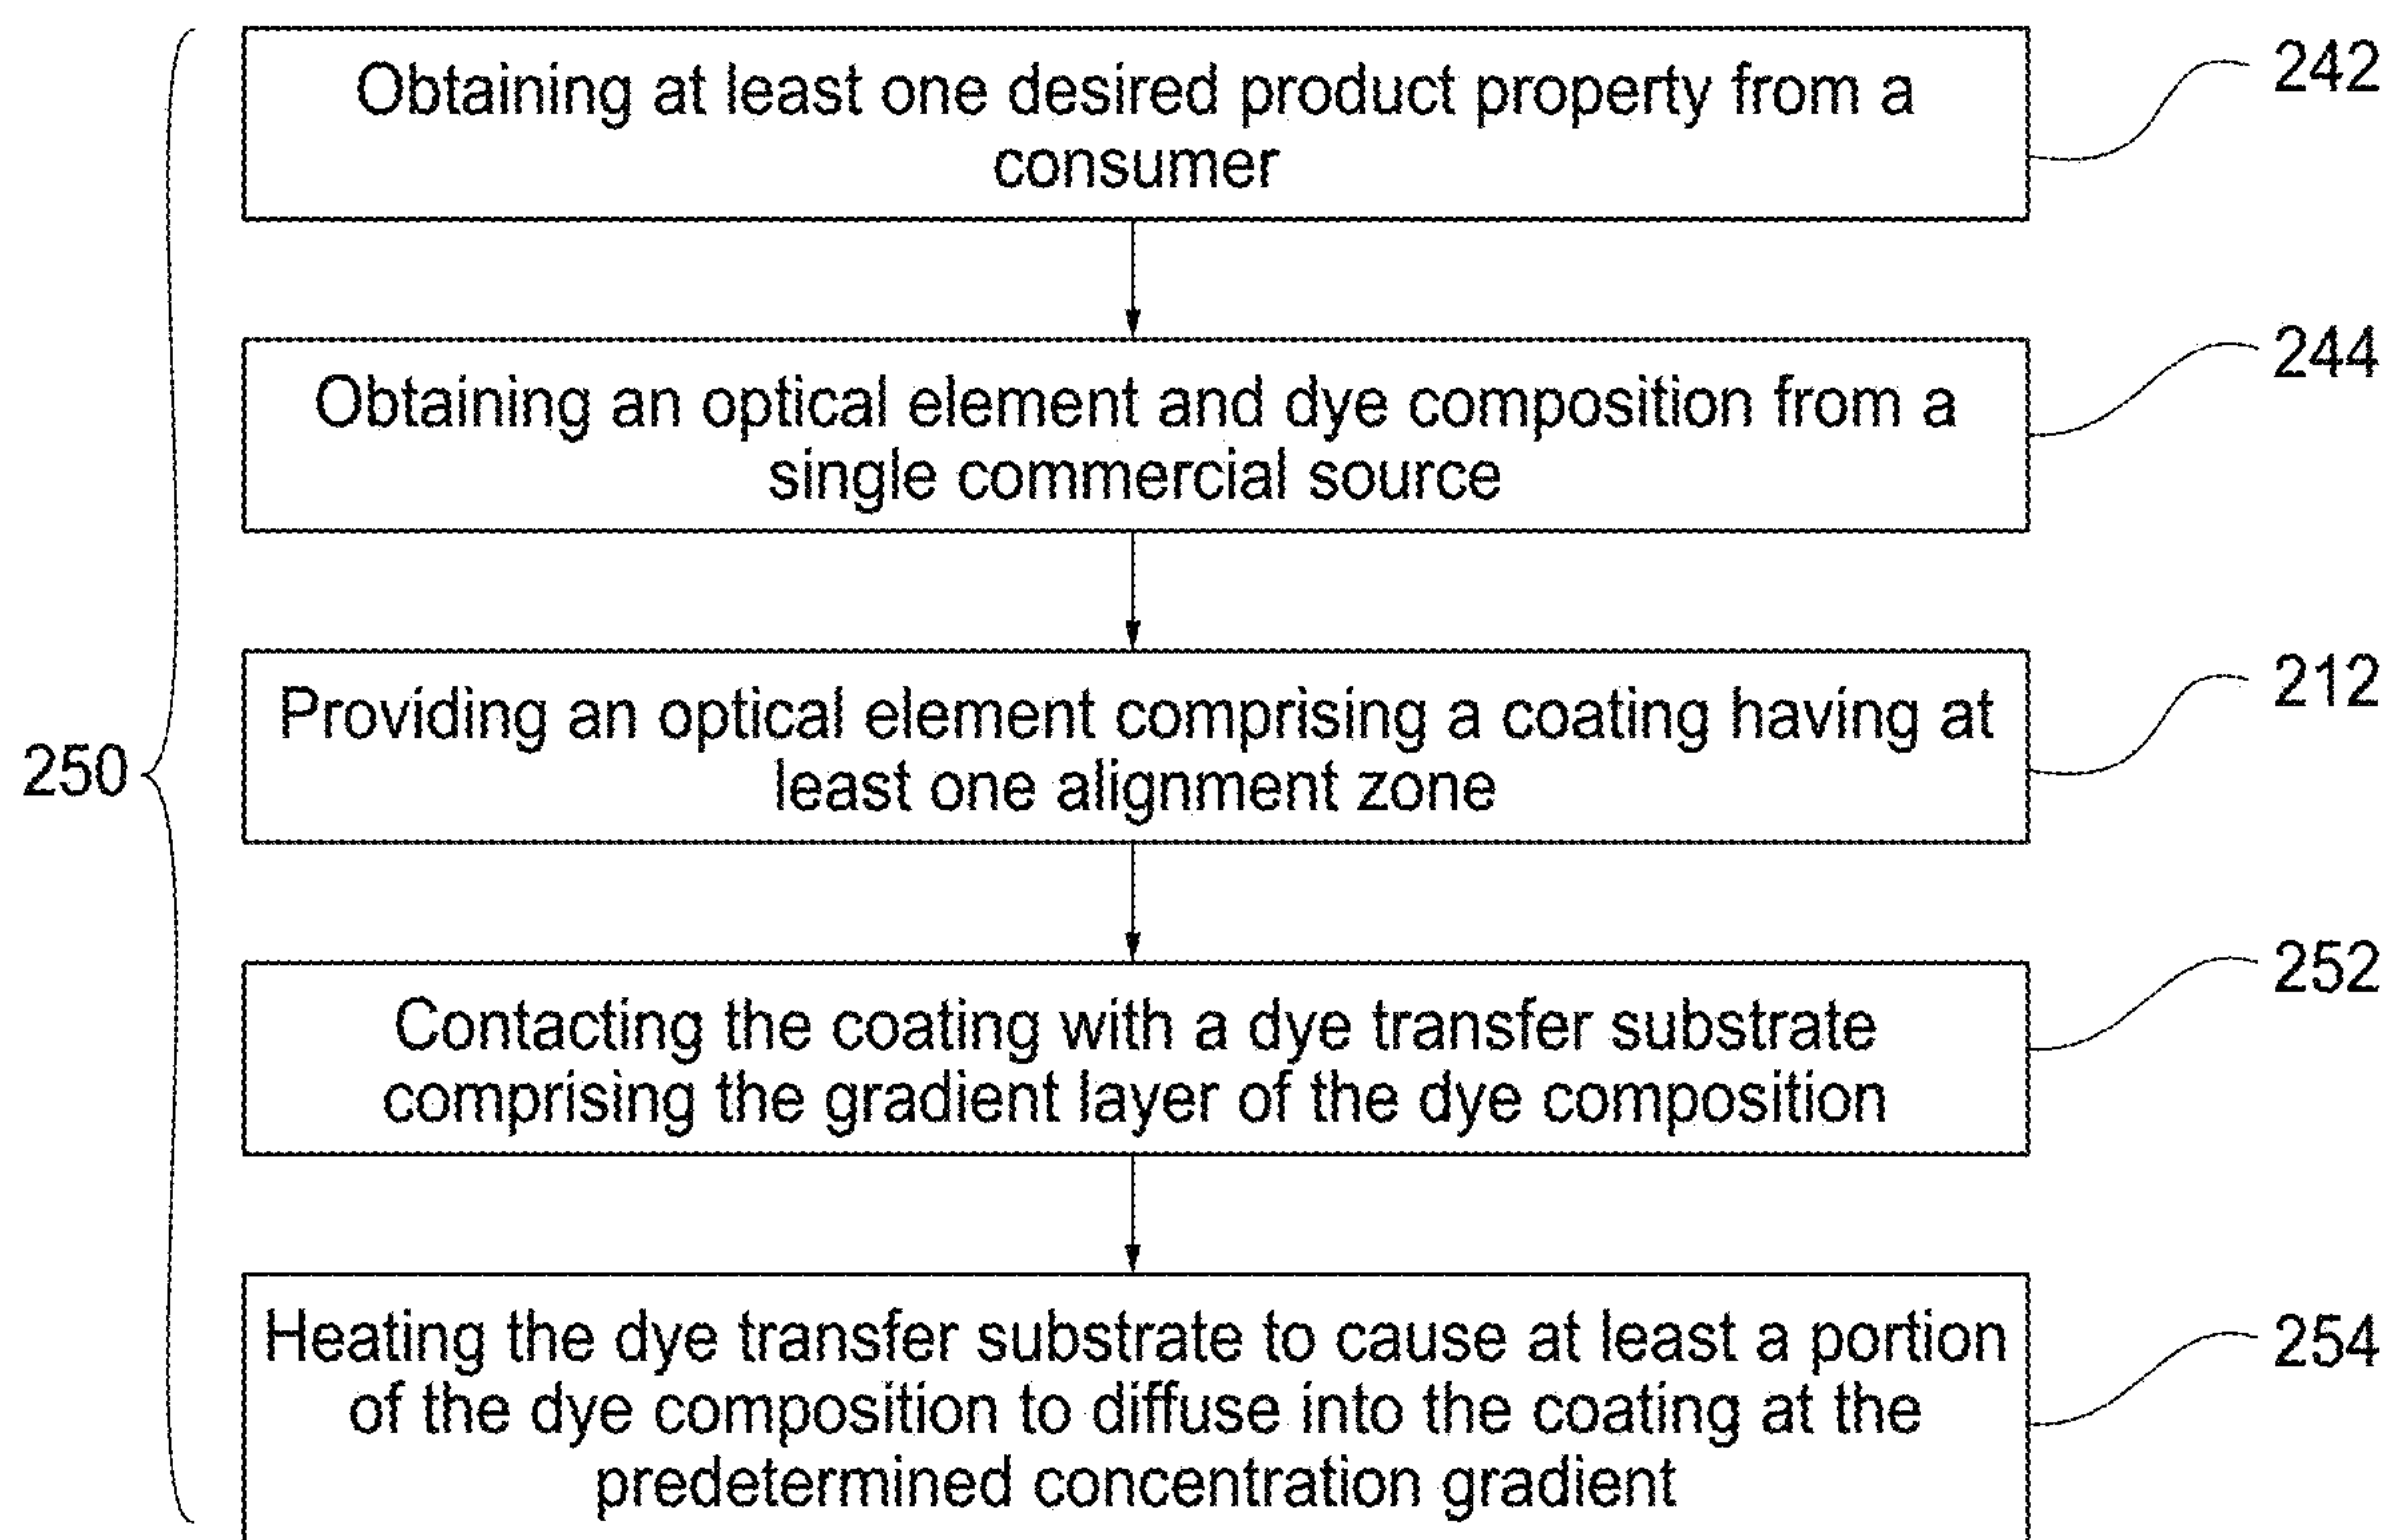 Obtaining at least one desired product property from a
consumer
242
Obtaining an optical element and dye composition from a
single commercial source
244
Providing an optical element comprising a coating having at
least one alignment zone
212
250
Contacting the coating with a dye transfer substrate
comprising the gradient layer of the dye composition
252
Heating the dye transfer substrate to cause at least a portion
of the dye composition to diffuse into the coating at the
predetermined concentration gradient
254